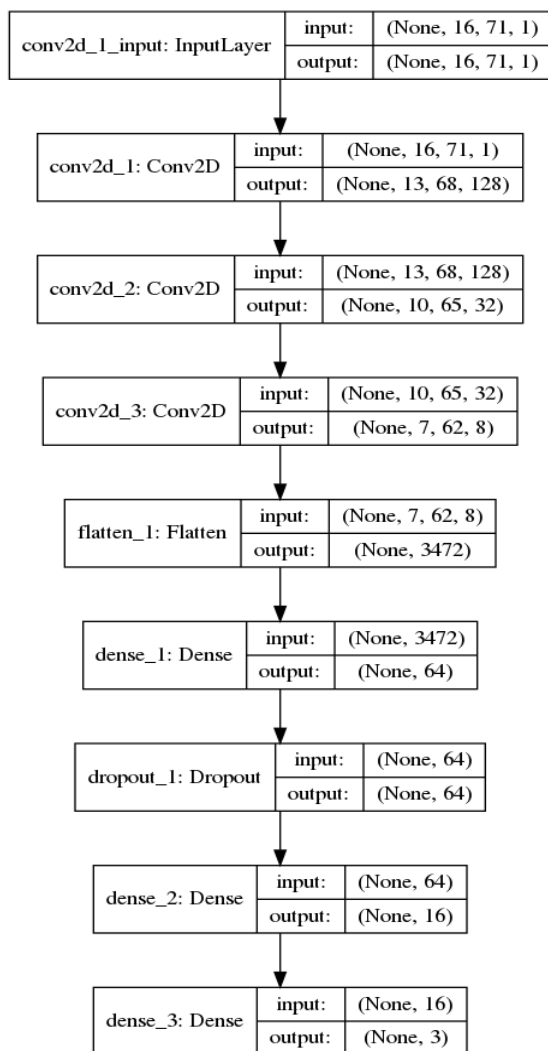 conv2d_1_input: InputLayer
input: (None, 16, 71, 1)
output: (None, 16, 71, 1)
conv2d_1: Conv2D
input: (None, 16, 71, 1)
output: (None, 13, 68, 128)
conv2d_2: Conv2D
input: (None, 13, 68, 128)
output: (None, 10, 65, 32)
conv2d_3: Conv2D
input: (None, 10, 65, 32)
output: (None, 7, 62, 8)
flatten_1: Flatten
input: (None, 7, 62, 8)
output: (None, 3472)
dense_1: Dense
input: (None, 3472)
output: (None, 64)
dropout_1: Dropout
input: (None, 64)
output: (None, 64)
dense_2: Dense
input: (None, 64)
output: (None, 16)
dense_3: Dense
input: (None, 16)
output: (None, 3)